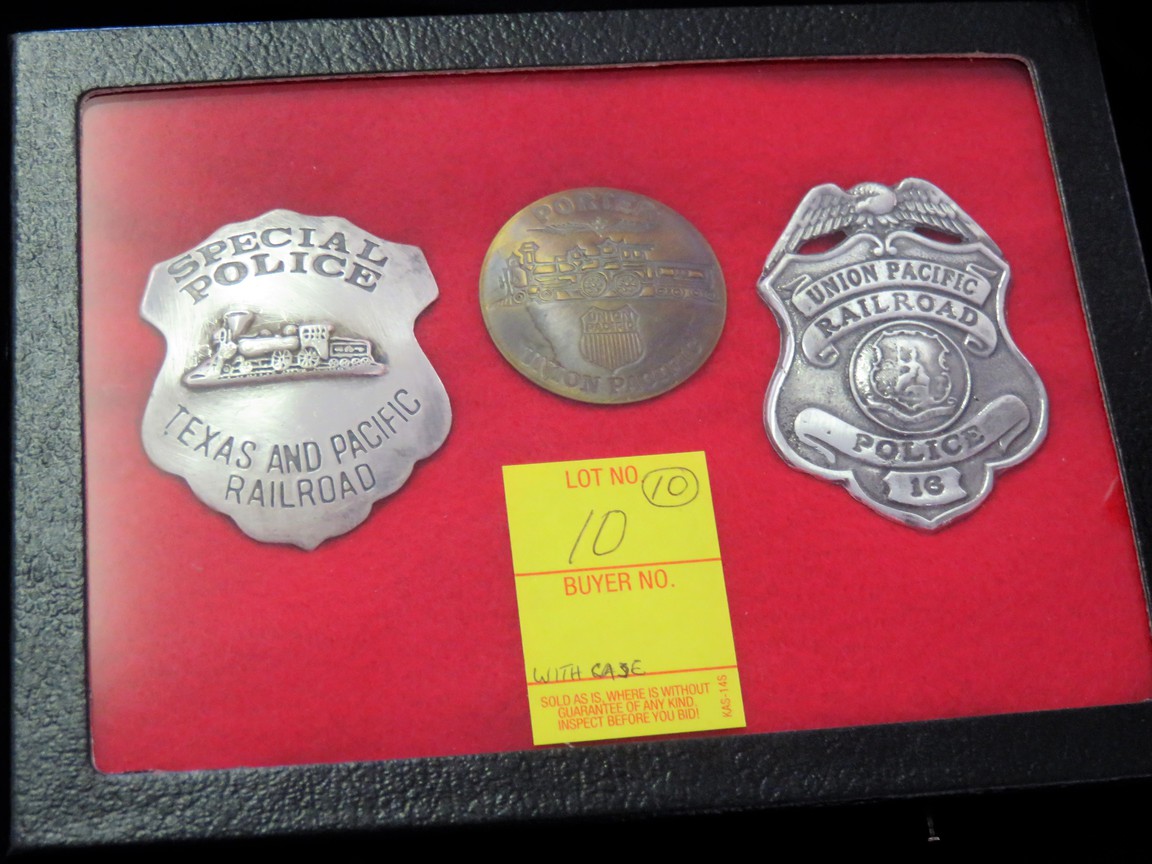 SPECIAL
POLICE
TEXAS AND PACIFIC
RAILROAD
PORTER
UNION
PACIFIC
UNION PACIFIC
UNION PACIFIC
RAILROAD
POLICE
16
LOT NO. 10
10
BUYER NO.
WITH CASE
SOLD AS IS, WHERE IS WITHOUT
GUARANTEE OF ANY KIND.
INSPECT BEFORE YOU BID!
KAS-145